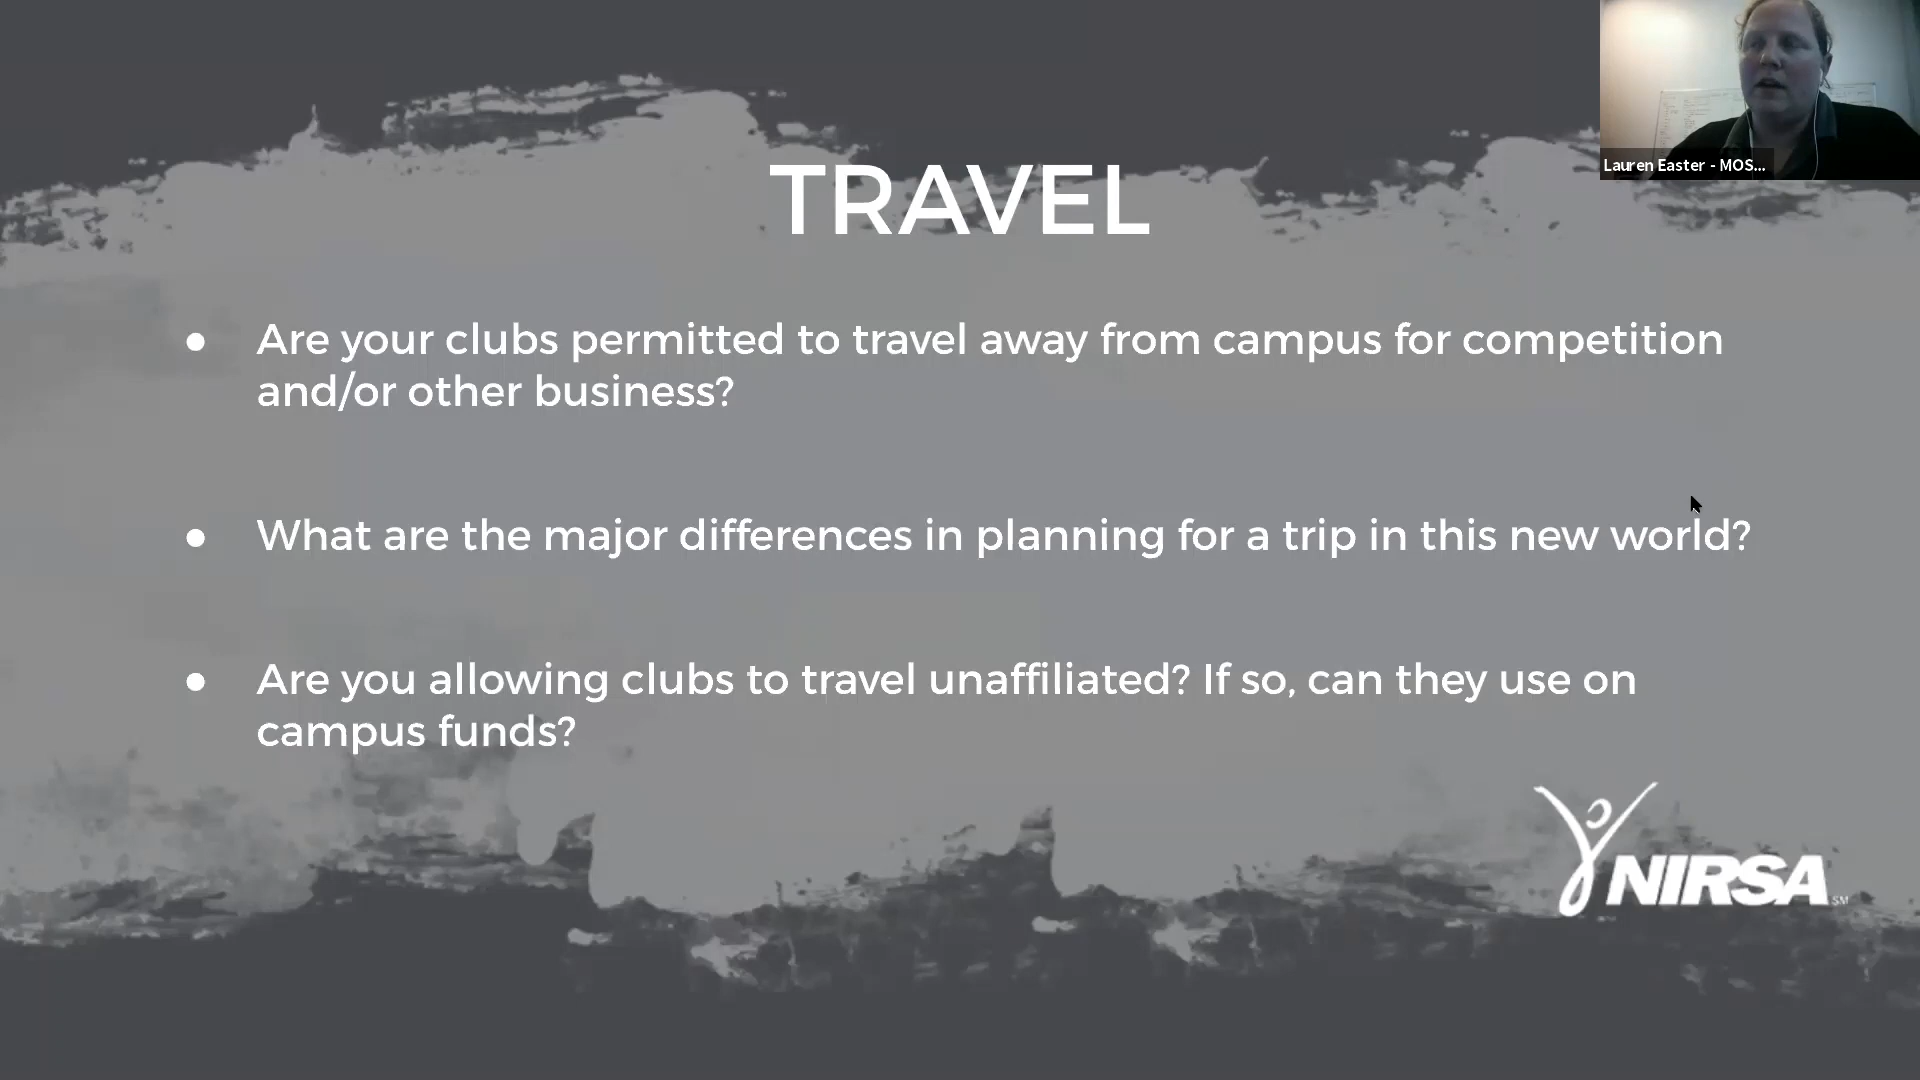 Lauren Easter - MOS...
TRAVEL
● Are your clubs permitted to travel away from campus for competition
and/or other business?
● What are the major differences in planning for a trip in this new world?
● Are you allowing clubs to travel unaffiliated? If so, can they use on
campus funds?
NIRSA SM